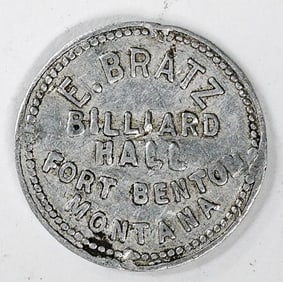 E. BRATZ
BILLIARD
HALL
FORT BENTON
MONTANA